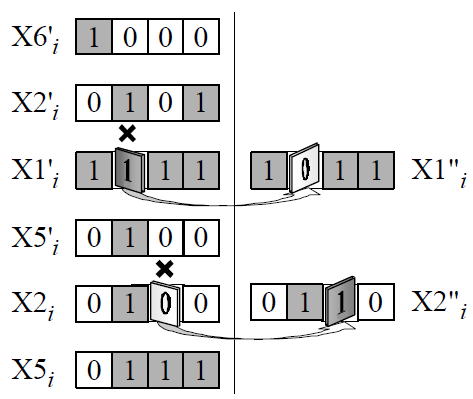 X6'i 1 0 0 0
X2'i 0 1 0 1
X1'i 1 1 1 1 1 0 1 1 X1"i
X5'i 0 1 0 0
X2i 0 1 0 0 0 1 1 0 X2"i
X5i 0 1 1 1